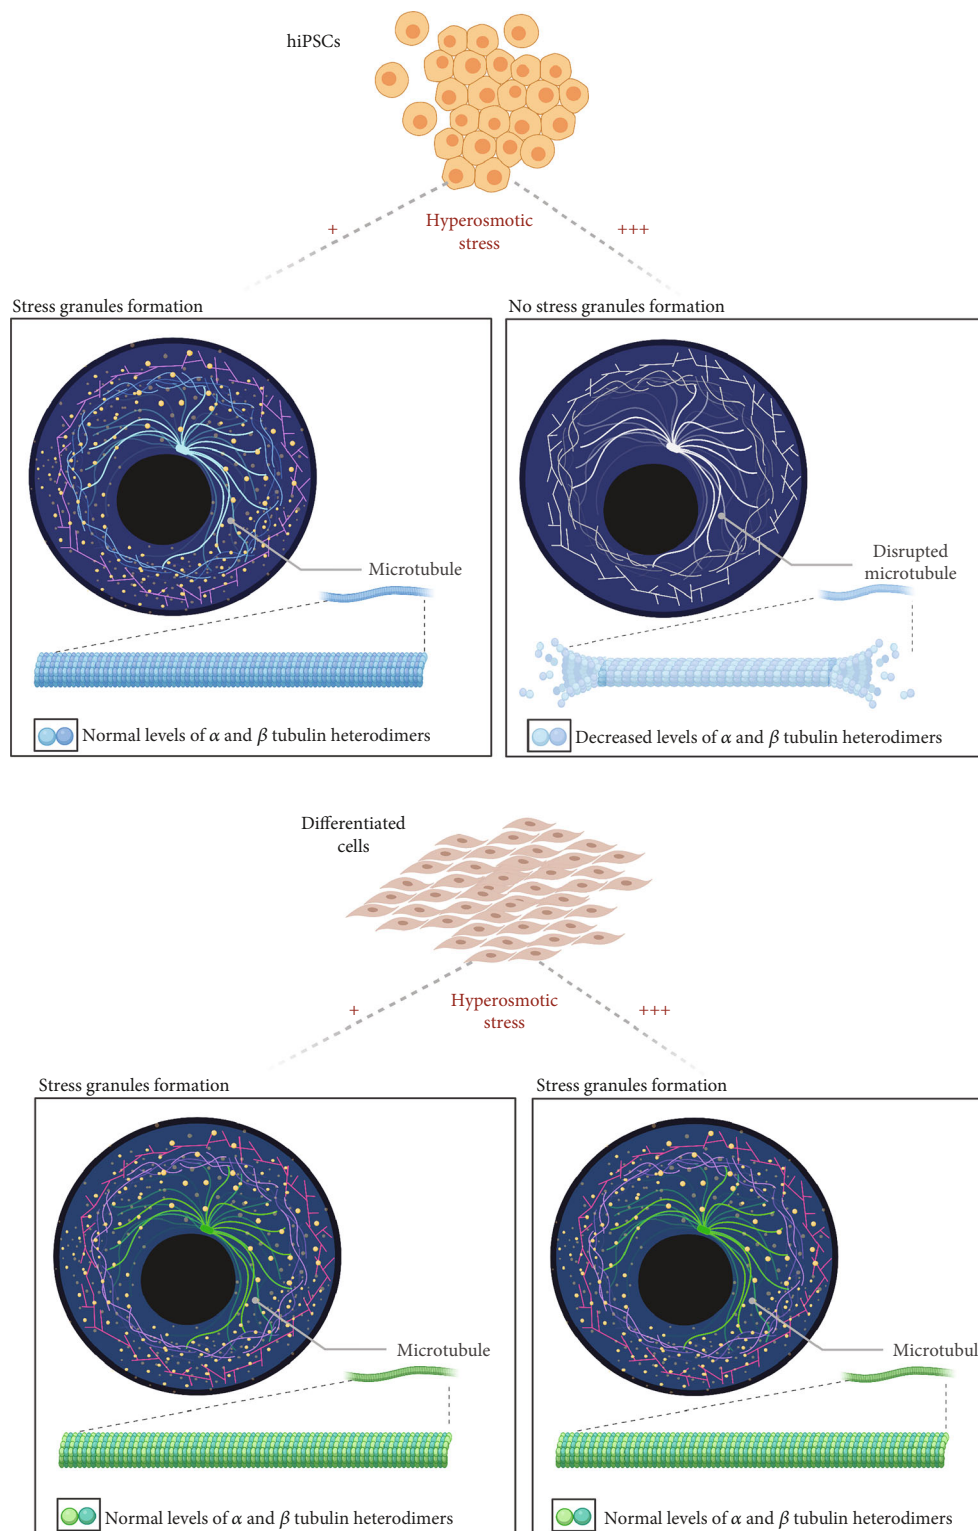 hiPSCs
+
Hyperosmotic
stress
+++
Stress granules formation
No stress granules formation
Microtubule
Disrupted
microtubule
Normal levels of α and β tubulin heterodimers
Decreased levels of α and β tubulin heterodimers
Differentiated
cells
+
Hyperosmotic
stress
+++
Stress granules formation
Stress granules formation
Microtubule
Microtubul
Normal levels of α and β tubulin heterodimers
Normal levels of α and β tubulin heterodimers